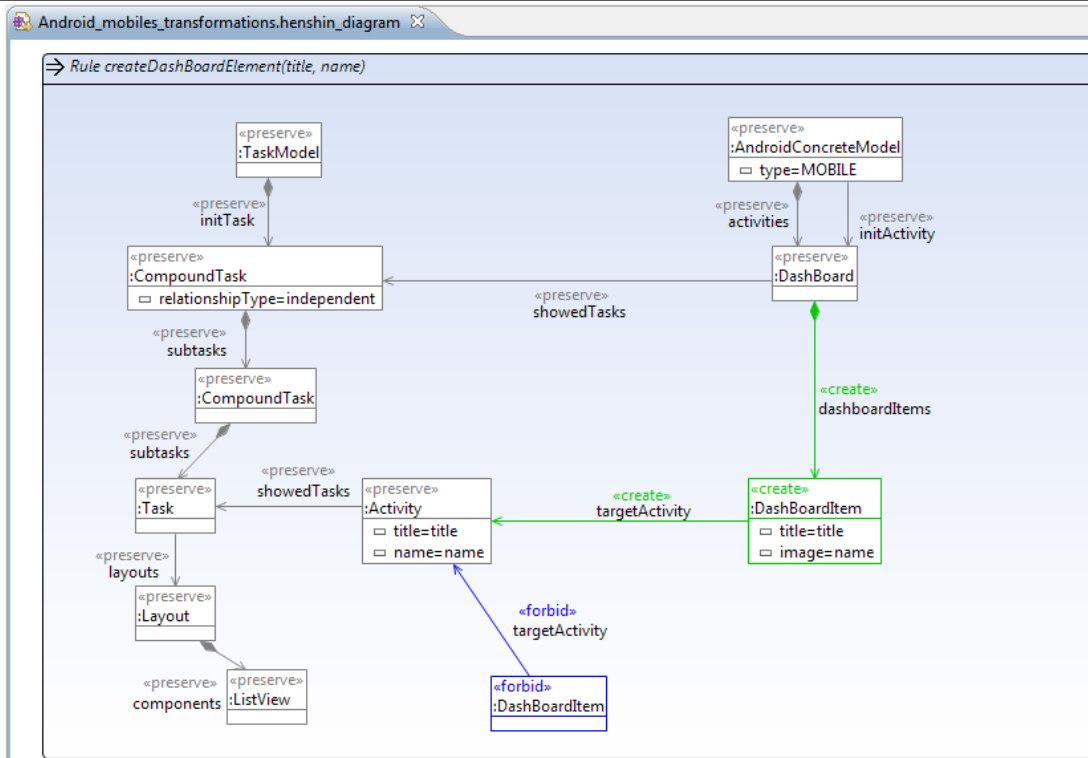 Android_mobiles_transformations.henshin_diagram
Rule createDashBoardElement(title, name)
«preserve»
:TaskModel
«preserve»
:AndroidConcreteModel
type=MOBILE
«preserve»
initTask
«preserve»
activities
«preserve»
initActivity
«preserve»
:CompoundTask
relationshipType=independent
«preserve»
:DashBoard
«preserve»
showedTasks
«preserve»
subtasks
«preserve»
:CompoundTask
«create»
dashboardItems
«preserve»
subtasks
«preserve»
showedTasks
«preserve»
:Task
«preserve»
:Activity
title=title
name=name
«create»
targetActivity
«create»
:DashBoardItem
title=title
image=name
«preserve»
layouts
«preserve»
:Layout
«forbid»
targetActivity
«preserve»
components
«preserve»
:ListView
«forbid»
:DashBoardItem